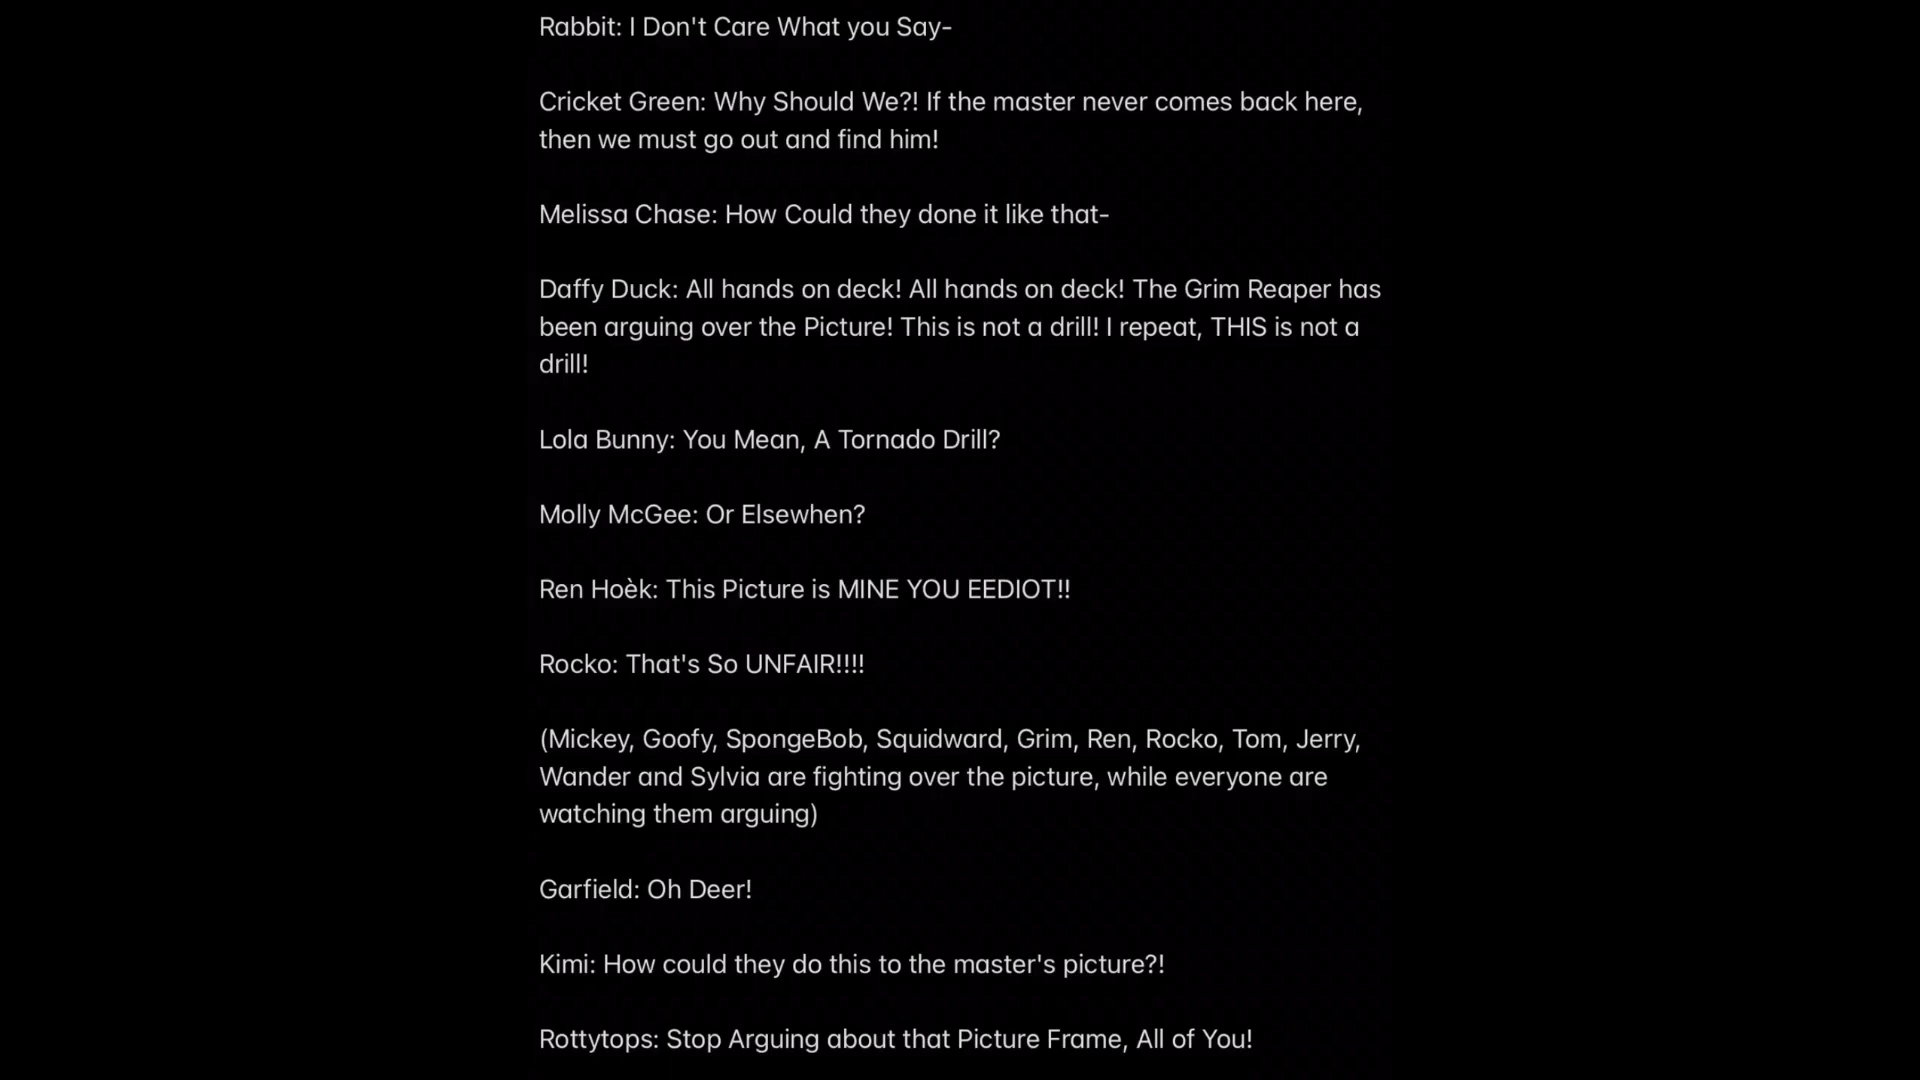 Rabbit: I Don't Care What you Say-
Cricket Green: Why Should We?! If the master never comes back here,
then we must go out and find him!
Melissa Chase: How Could they done it like that-
Daffy Duck: All hands on deck! All hands on deck! The Grim Reaper has
been arguing over the Picture! This is not a drill! I repeat, THIS is not a
drill!
Lola Bunny: You Mean, A Tornado Drill?
Molly McGee: Or Elsewhen?
Ren Hoèk: This Picture is MINE YOU EEDIOT!!
Rocko: That's So UNFAIR!!!!
(Mickey, Goofy, SpongeBob, Squidward, Grim, Ren, Rocko, Tom, Jerry,
Wander and Sylvia are fighting over the picture, while everyone are
watching them arguing)
Garfield: Oh Deer!
Kimi: How could they do this to the master's picture?!
Rottytops: Stop Arguing about that Picture Frame, All of You!